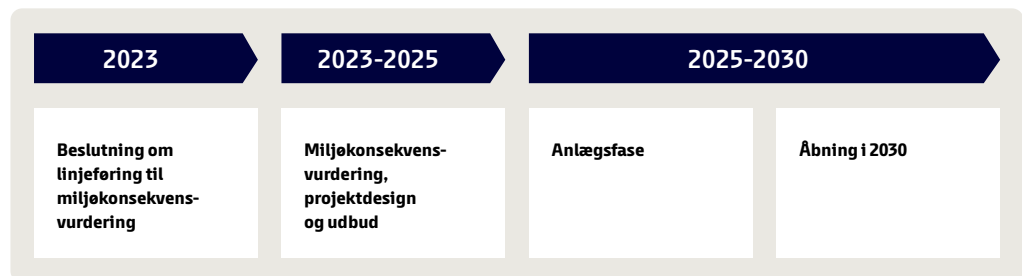 2023
2023-2025
2025-2030
Beslutning om
linjeføring til
miljøkonsekvens-
vurdering
Miljøkonsekvens-
vurdering,
projektdesign
og udbud
Anlægsfase
Åbning i 2030